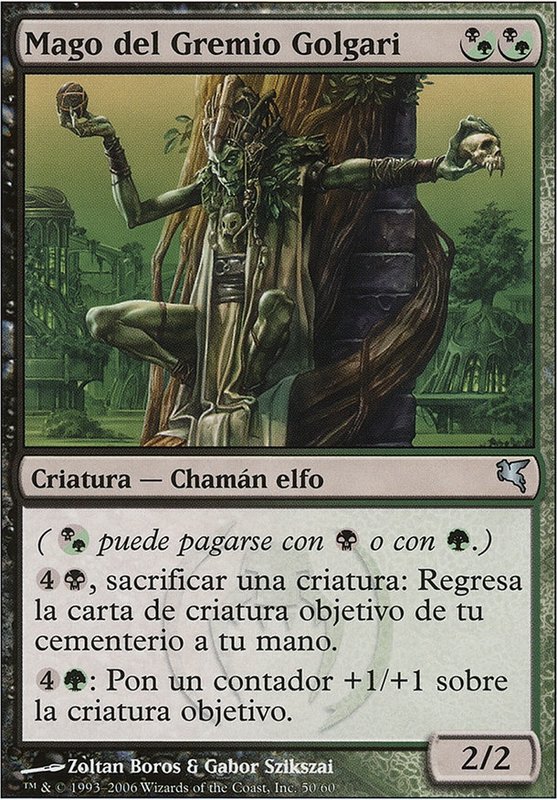 Mago del Gremio Golgari
Criatura — Chamán elfo
( puede pagarse con o con .)
4 , sacrificar una criatura: Regresa
la carta de criatura objetivo de tu
cementerio a tu mano.
4 : Pon un contador +1/+1 sobre
la criatura objetivo.
2/2
Zoltan Boros & Gabor Szikszai
™ & © 1993–2006 Wizards of the Coast, Inc. 50/60